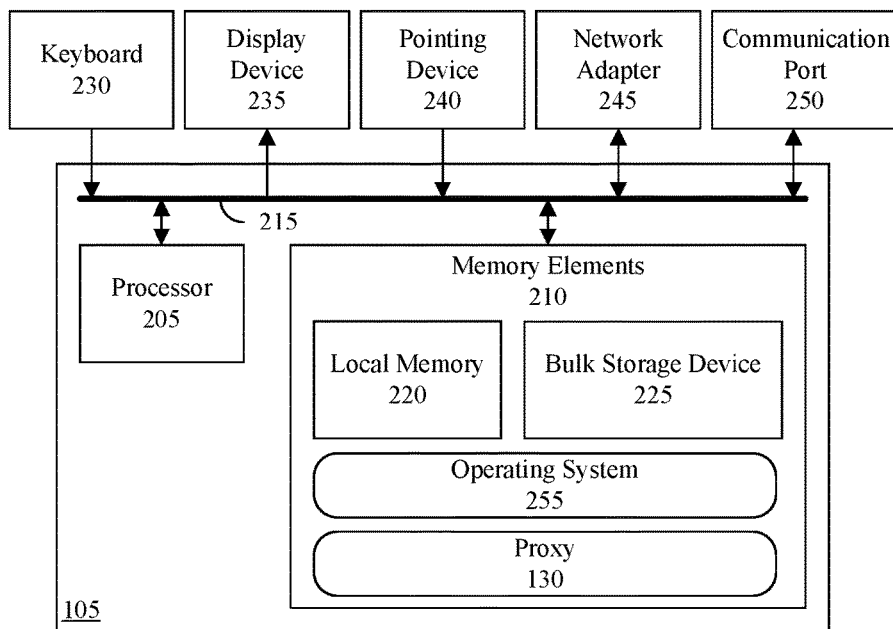 Keyboard
230
Display
Device
235
Pointing
Device
240
Network
Adapter
245
Communication
Port
250
215
Processor
205
Memory Elements
210
Local Memory
220
Bulk Storage Device
225
Operating System
255
Proxy
130
105